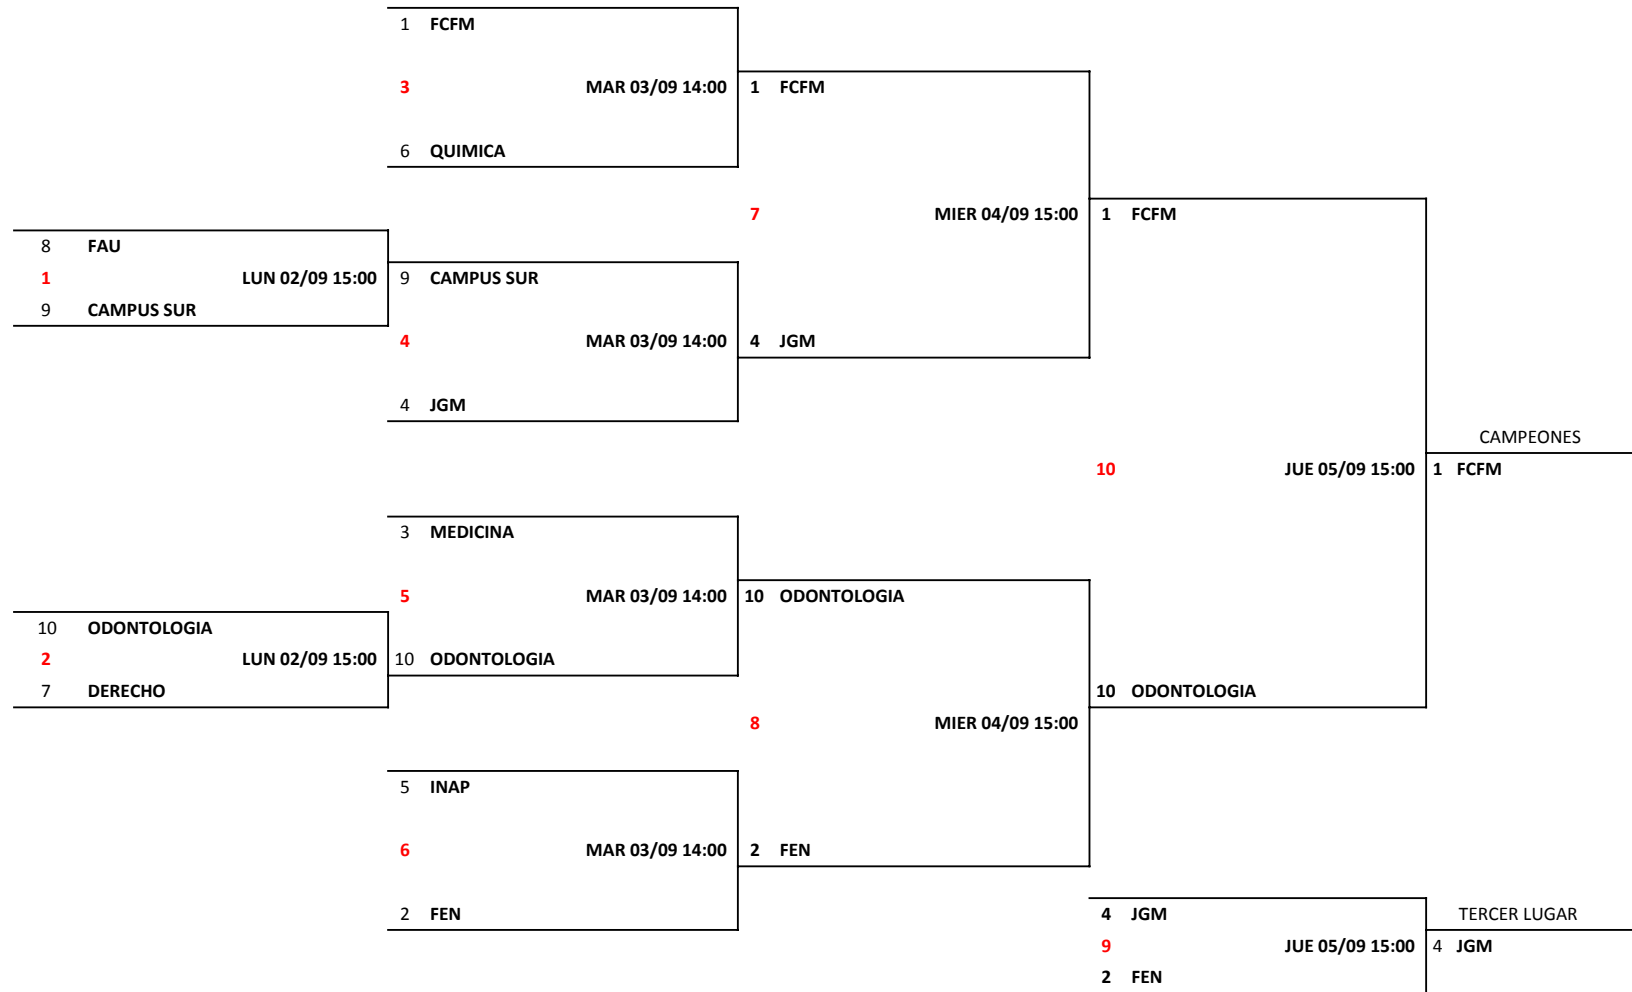 1 FCFM
3 MAR 03/09 14:00 1 FCFM
6 QUIMICA
7 MIER 04/09 15:00 1 FCFM
8 FAU
1 LUN 02/09 15:00 9 CAMPUS SUR
9 CAMPUS SUR
4 MAR 03/09 14:00 4 JGM
4 JGM
CAMPEONES
10 JUE 05/09 15:00 1 FCFM
3 MEDICINA
5 MAR 03/09 14:00 10 ODONTOLOGIA
10 ODONTOLOGIA
2 LUN 02/09 15:00 10 ODONTOLOGIA
7 DERECHO 10 ODONTOLOGIA
8 MIER 04/09 15:00
5 INAP
6 MAR 03/09 14:00 2 FEN
2 FEN 4 JGM TERCER LUGAR
9 JUE 05/09 15:00 4 JGM
2 FEN